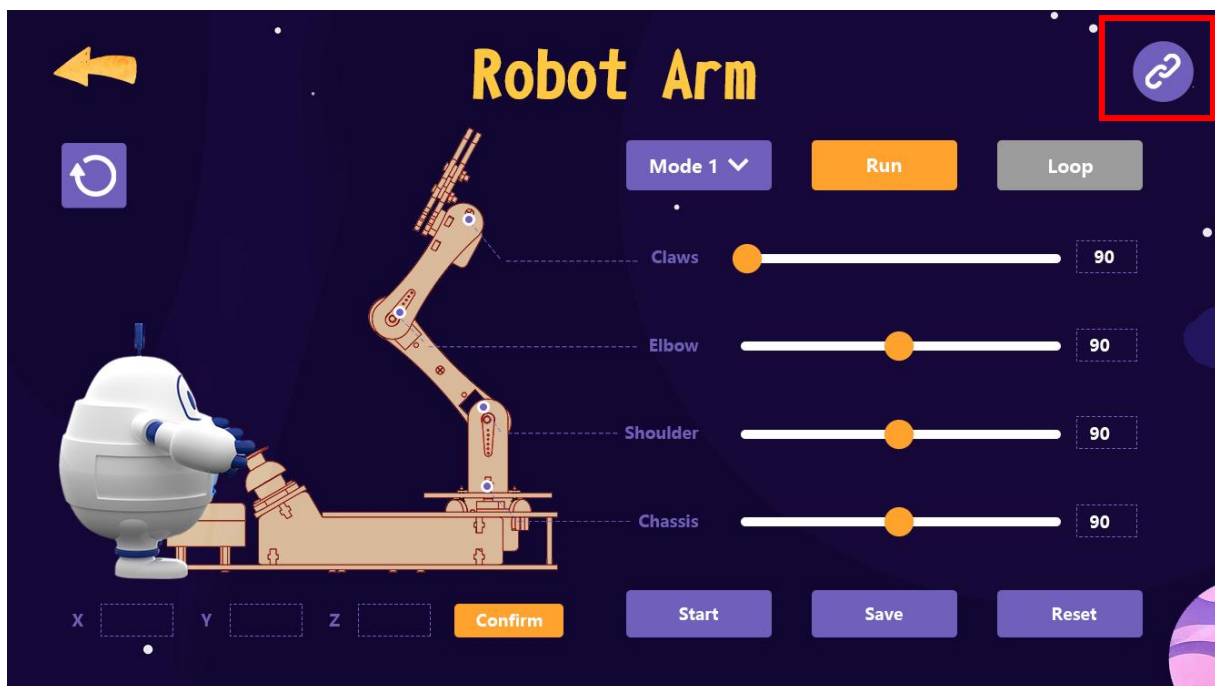 Robot Arm
Mode 1
Run
Loop
Claws
90
Elbow
90
Shoulder
90
Chassis
90
X
Y
Z
Confirm
Start
Save
Reset